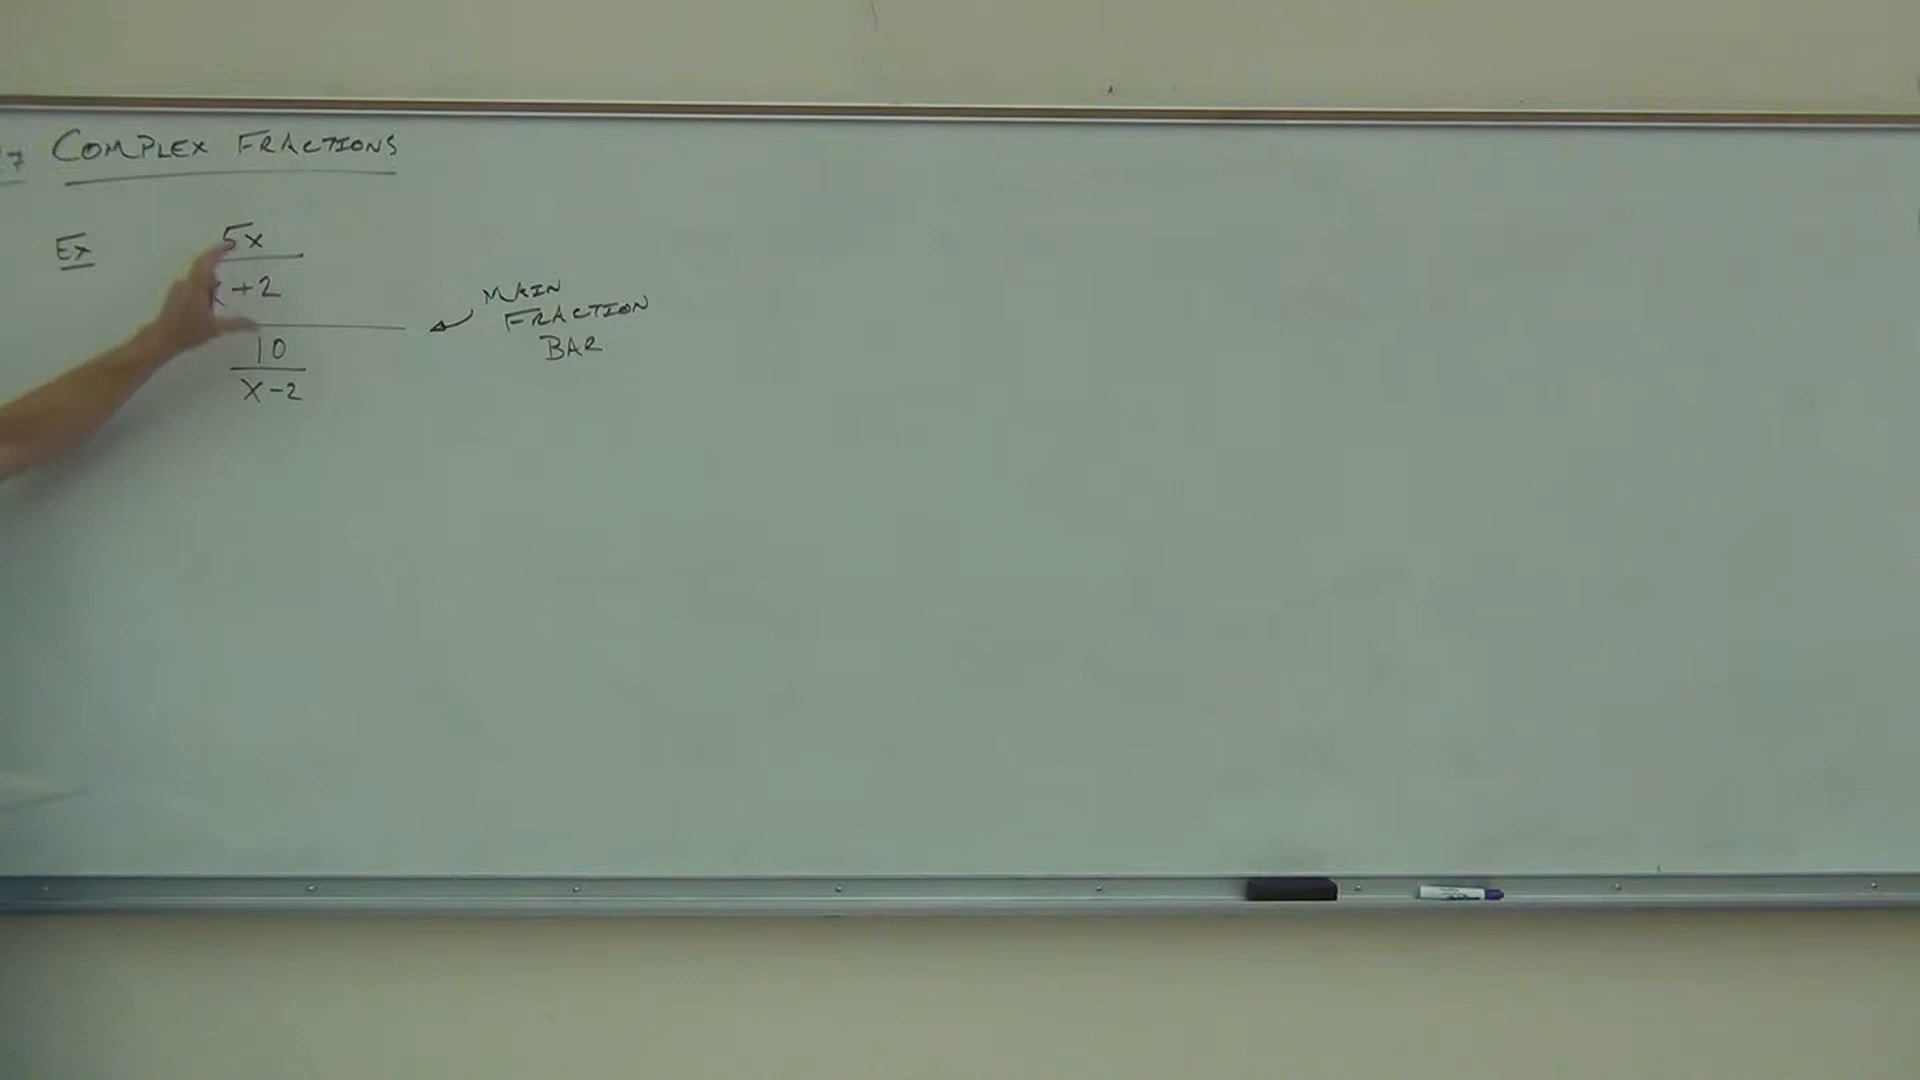 COMPLEX FRACTIONS
Ex
5x
x + 2
10
x - 2
MAIN
FRACTION
BAR